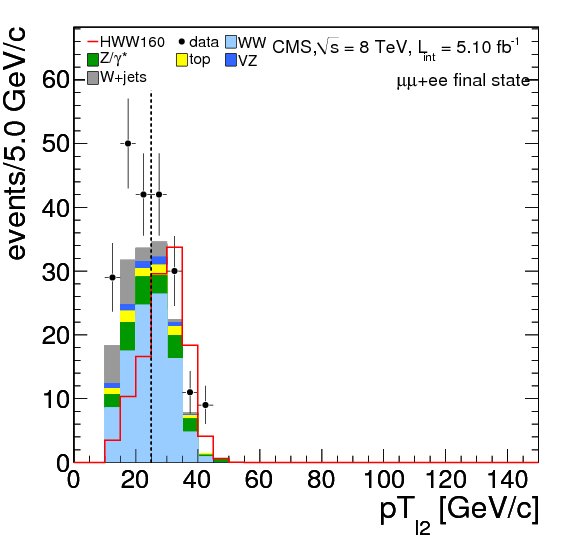 HWW160 data WW CMS,√s = 8 TeV, L_int = 5.10 fb⁻¹
Z/γ* top VZ
W+jets μμ+ee final state
events/5.0 GeV/c
60
50
40
30
20
10
0
0 20 40 60 80 100 120 140
pT_l2 [GeV/c]